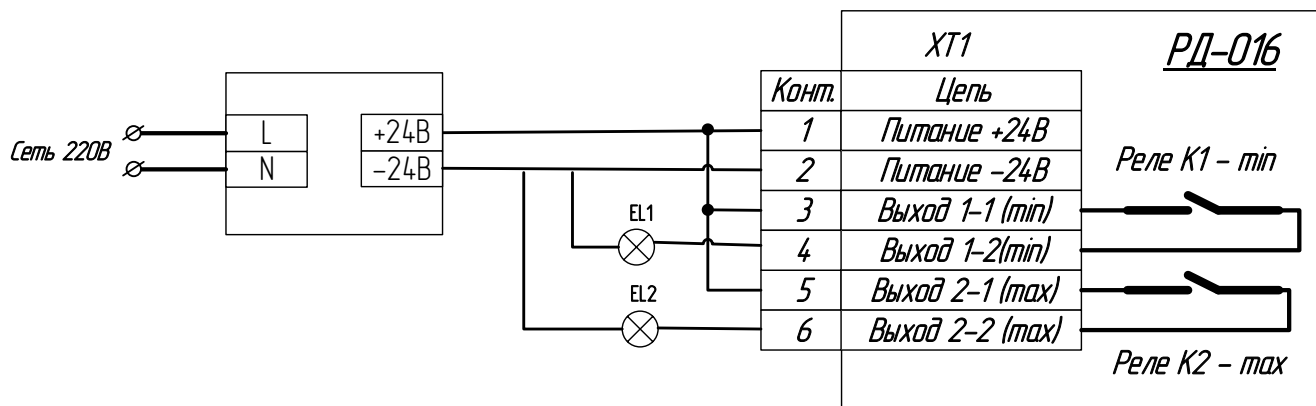 ХТ1
РД-016
Конт. Цепь
Сеть 220В
L +24В
N -24В
1 Питание +24В
2 Питание -24В
3 Выход 1-1 (min)
4 Выход 1-2(min)
5 Выход 2-1 (max)
6 Выход 2-2 (max)
EL1
EL2
Реле К1 - min
Реле К2 - max